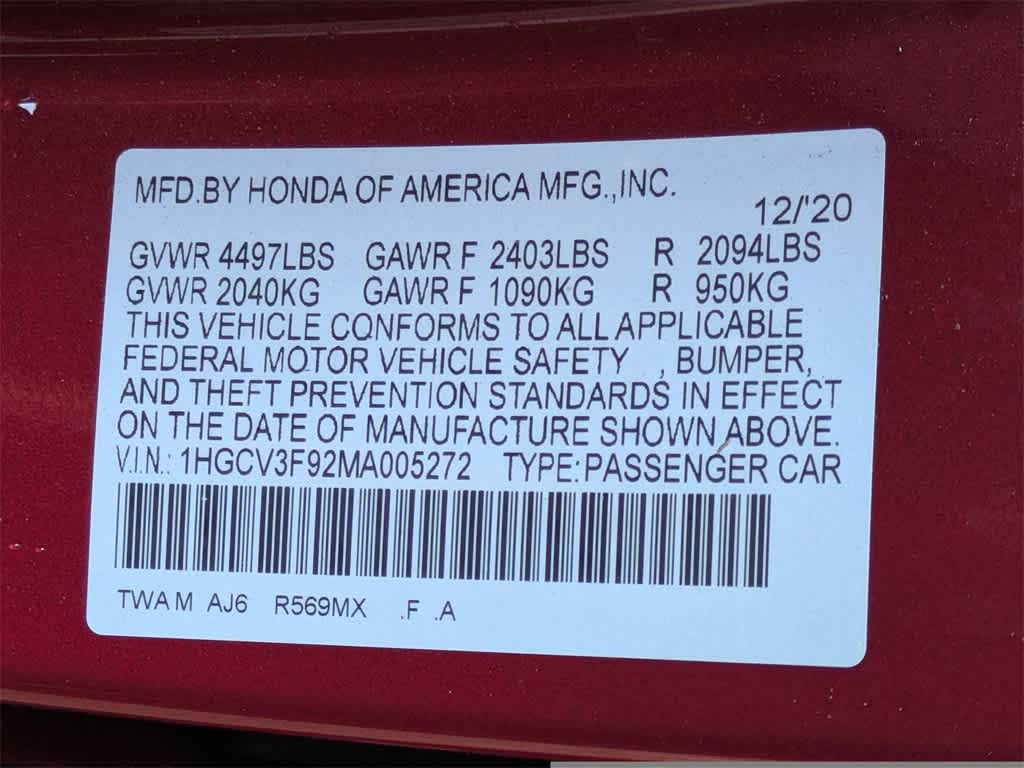 MFD.BY HONDA OF AMERICA MFG.,INC.
12/'20
GVWR 4497LBS GAWR F 2403LBS R 2094LBS
GVWR 2040KG GAWR F 1090KG R 950KG
THIS VEHICLE CONFORMS TO ALL APPLICABLE
FEDERAL MOTOR VEHICLE SAFETY , BUMPER,
AND THEFT PREVENTION STANDARDS IN EFFECT
ON THE DATE OF MANUFACTURE SHOWN ABOVE.
V.I.N.: 1HGCV3F92MA005272 TYPE:PASSENGER CAR
TWA M AJ6 R569MX .F .A